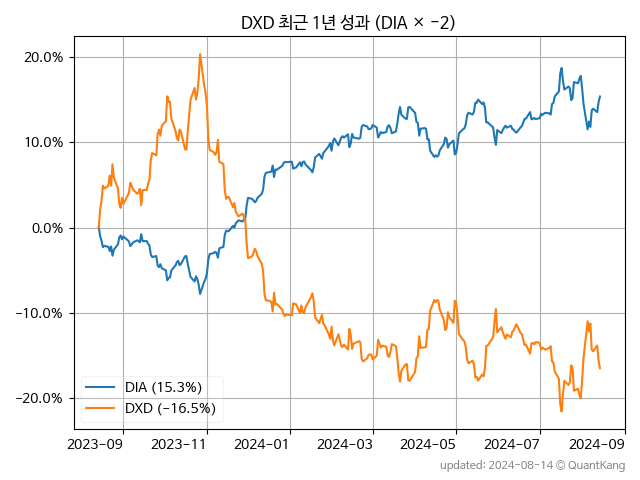 DXD 최근 1년 성과 (DIA × −2)
20.0%
10.0%
0.0%
−10.0%
−20.0%
DIA (15.3%)
DXD (−16.5%)
2023-09 2023-11 2024-01 2024-03 2024-05 2024-07 2024-09
updated: 2024-08-14 © QuantKang